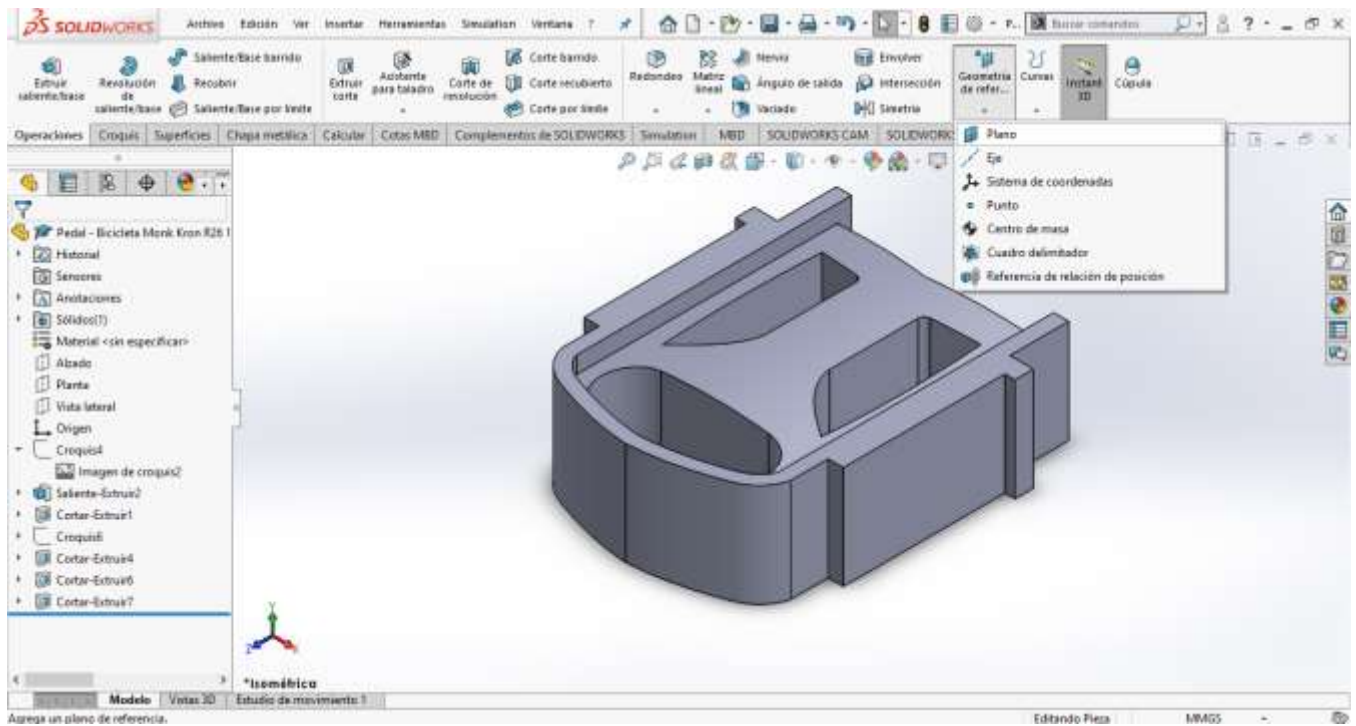 SOLIDWORKS Archivo Edición Ver Insertar Herramientas Simulation Ventana ? P... Buscar comandos ?
Extruir saliente/base
Revolución de saliente/base
Saliente/Base barrido
Recubrir
Saliente/Base por límite
Extruir corte
Asistente para taladro
Corte de revolución
Corte barrido
Corte recubierto
Corte por límite
Redondeo
Matriz lineal
Nervio
Ángulo de salida
Vaciado
Envolver
Intersección
Simetría
Geometría de refer...
Curvas
Instant 3D
Cúpula
Operaciones Croquis Superficies Chapa metálica Calcular Cotas MBD Complementos de SOLIDWORKS Simulation MBD SOLIDWORKS CAM SOLIDWORK
Plano
Eje
Sistema de coordenadas
Punto
Centro de masa
Cuadro delimitador
Referencia de relación de posición
Pedal - Bicicleta Monk Kron R26 1
Historial
Sensores
Anotaciones
Sólidos(1)
Material <sin especificar>
Alzado
Planta
Vista lateral
Origen
Croquis4
Imagen de croquis2
Saliente-Extruir2
Cortar-Extruir1
Croquis6
Cortar-Extruir4
Cortar-Extruir6
Cortar-Extruir7
Y
Z
*Isométrica
Modelo Vistas 3D Estudio de movimiento 1
Agrega un plano de referencia. Editando Pieza MMGS